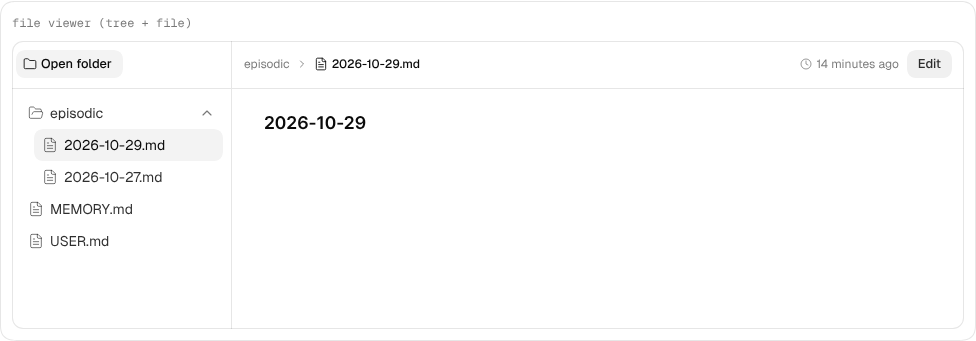 file viewer (tree + file)
Open folder
episodic
2026-10-29.md
2026-10-27.md
MEMORY.md
USER.md
episodic > 2026-10-29.md
14 minutes ago
Edit
2026-10-29